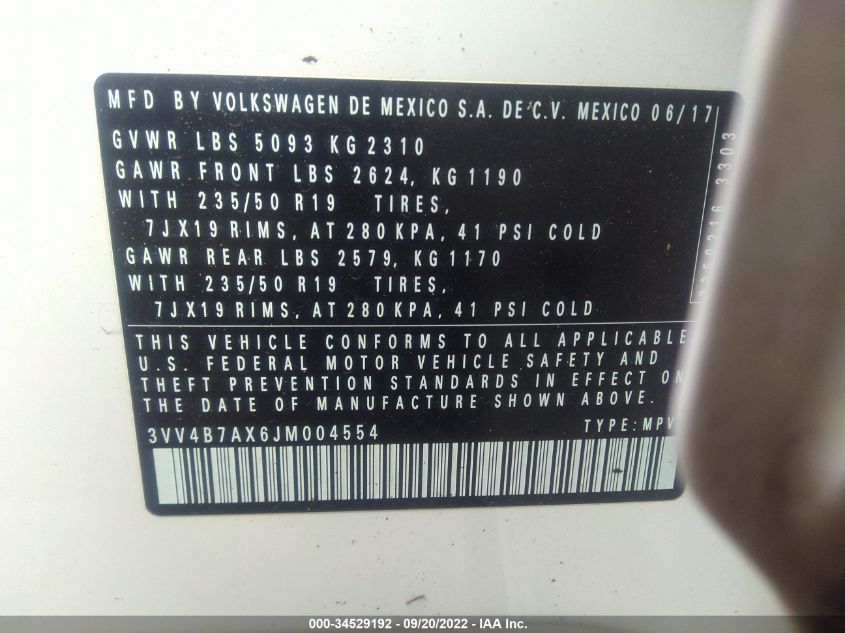 MFD BY VOLKSWAGEN DE MEXICO S.A. DE C.V. MEXICO 06/17
GVWR LBS 5093 KG 2310
GAWR FRONT LBS 2624, KG 1190
WITH 235/50 R19 TIRES,
7JX19 RIMS, AT 280 KPA, 41 PSI COLD
GAWR REAR LBS 2579, KG 1170
WITH 235/50 R19 TIRES,
7JX19 RIMS, AT 280 KPA, 41 PSI COLD
THIS VEHICLE CONFORMS TO ALL APPLICABLE
U.S. FEDERAL MOTOR VEHICLE SAFETY AND
THEFT PREVENTION STANDARDS IN EFFECT ON
THE DATE OF MANUFACTURE SHOWN ABOVE.
3VV4B7AX6JM004554 TYPE: MPV
3303
000-34529192 - 09/20/2022 - IAA Inc.